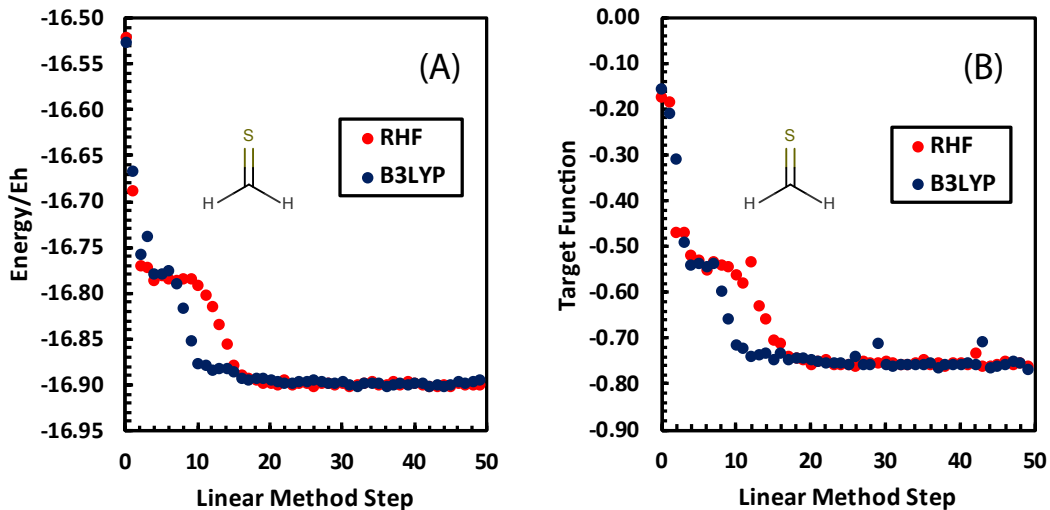 (A)
Energy/Eh
-16.50
-16.55
-16.60
-16.65
-16.70
-16.75
-16.80
-16.85
-16.90
-16.95
RHF
B3LYP
S
H H
0 10 20 30 40 50
Linear Method Step
(B)
Target Function
0.00
-0.10
-0.20
-0.30
-0.40
-0.50
-0.60
-0.70
-0.80
-0.90
RHF
B3LYP
S
H H
0 10 20 30 40 50
Linear Method Step